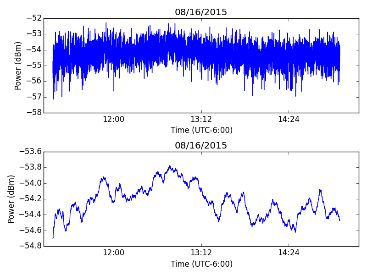 08/16/2015
−52
−53
−54
−55
−56
−57
−58
Power (dBm)
12:00 13:12 14:24
Time (UTC-6:00)
08/16/2015
−53.6
−53.8
−54.0
−54.2
−54.4
−54.6
−54.8
Power (dBm)
12:00 13:12 14:24
Time (UTC-6:00)